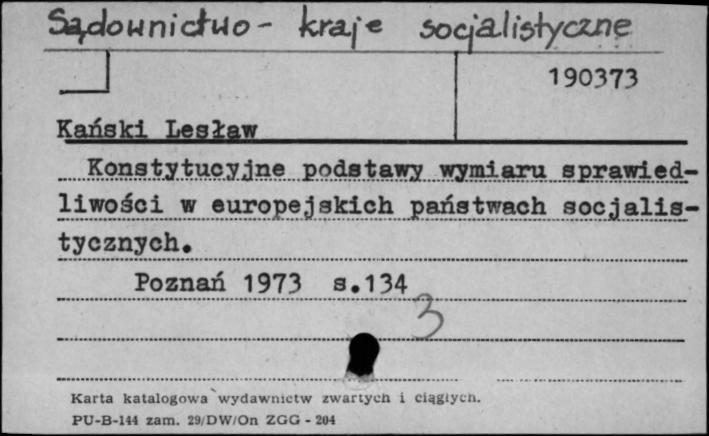 Sądownictwo - kraje socjalistyczne
190373
Kański Lesław
Konstytucyjne podstawy wymiaru sprawied-
liwości w europejskich państwach socjalis-
tycznych.
Poznań 1973 s.134
3
Karta katalogowa wydawnictw zwartych i ciągłych.
PU-B-144 zam. 29/DW/On ZGG - 204